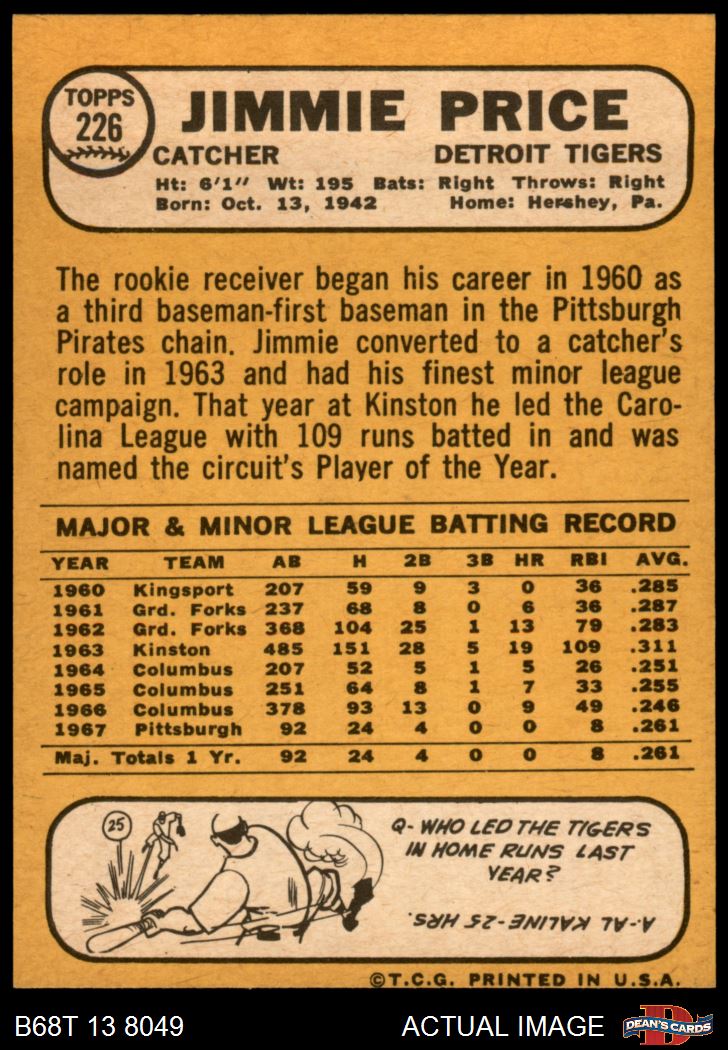 TOPPS
226
JIMMIE PRICE
CATCHER DETROIT TIGERS
Ht: 6'1" Wt: 195 Bats: Right Throws: Right
Born: Oct. 13, 1942 Home: Hershey, Pa.
The rookie receiver began his career in 1960 as
a third baseman-first baseman in the Pittsburgh
Pirates chain. Jimmie converted to a catcher's
role in 1963 and had his finest minor league
campaign. That year at Kinston he led the Caro-
lina League with 109 runs batted in and was
named the circuit's Player of the Year.
MAJOR & MINOR LEAGUE BATTING RECORD
YEAR TEAM AB H 2B 3B HR RBI AVG.
1960 Kingsport 207 59 9 3 0 36 .285
1961 Grd. Forks 237 68 8 0 6 36 .287
1962 Grd. Forks 368 104 25 1 13 79 .283
1963 Kinston 485 151 28 5 19 109 .311
1964 Columbus 207 52 5 1 5 26 .251
1965 Columbus 251 64 8 1 7 33 .255
1966 Columbus 378 93 13 0 9 49 .246
1967 Pittsburgh 92 24 4 0 0 8 .261
Maj. Totals 1 Yr. 92 24 4 0 0 8 .261
25
Q- WHO LED THE TIGERS
IN HOME RUNS LAST
YEAR?
A-AL KALINE-25 HRS.
©T.C.G. PRINTED IN U.S.A.
B68T 13 8049 ACTUAL IMAGE
D
DEAN'S CARDS